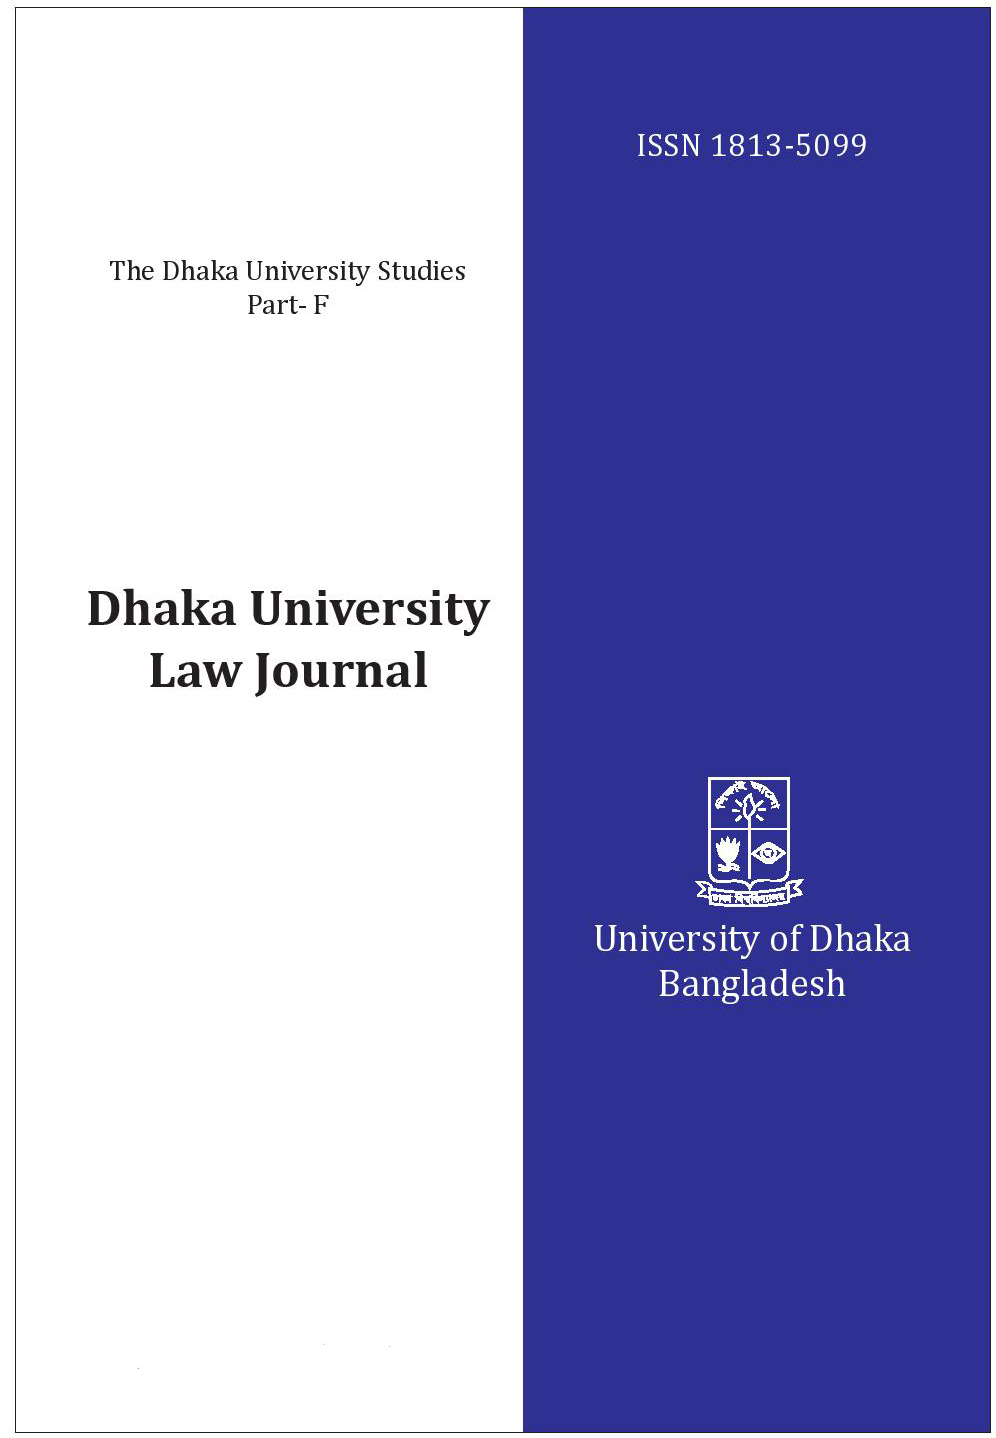 ISSN 1813-5099
The Dhaka University Studies
Part- F
Dhaka University
Law Journal
University of Dhaka
Bangladesh